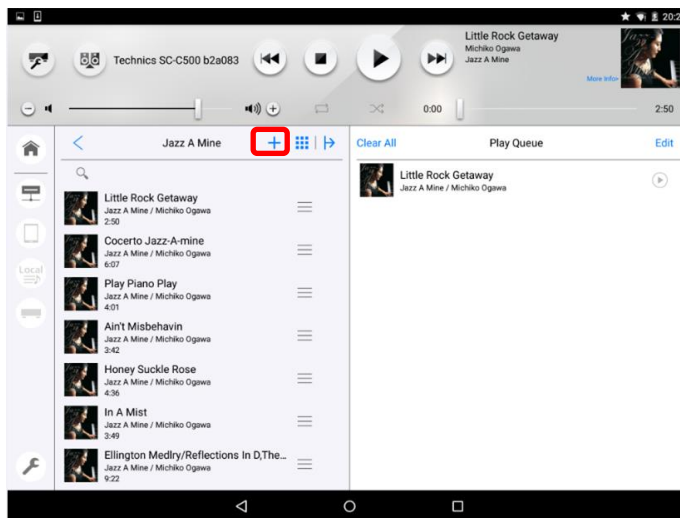 20:2
Technics SC-C500 b2a083
Little Rock Getaway
Michiko Ogawa
Jazz A Mine
More Info>
0:00
2:50
Jazz A Mine
Clear All
Play Queue
Edit
Little Rock Getaway
Jazz A Mine / Michiko Ogawa
2:50
Cocerto Jazz-A-mine
Jazz A Mine / Michiko Ogawa
6:07
Play Piano Play
Jazz A Mine / Michiko Ogawa
4:01
Ain't Misbehavin
Jazz A Mine / Michiko Ogawa
3:42
Honey Suckle Rose
Jazz A Mine / Michiko Ogawa
4:36
In A Mist
Jazz A Mine / Michiko Ogawa
3:49
Ellington Medlry/Reflections In D,The...
Jazz A Mine / Michiko Ogawa
9:22
Little Rock Getaway
Jazz A Mine / Michiko Ogawa
Local